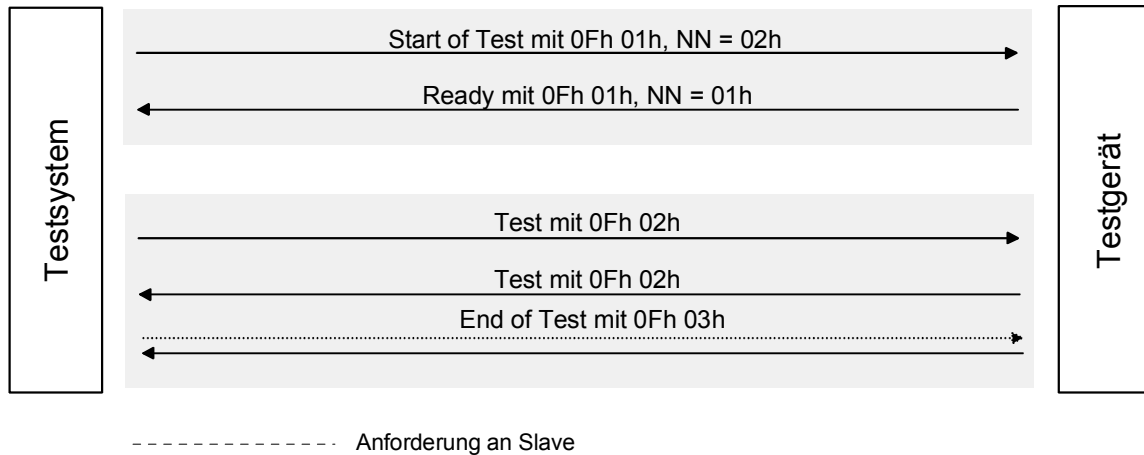 Testsystem
Start of Test mit 0Fh 01h, NN = 02h
Ready mit 0Fh 01h, NN = 01h
Test mit 0Fh 02h
Test mit 0Fh 02h
End of Test mit 0Fh 03h
Testgerät
Anforderung an Slave